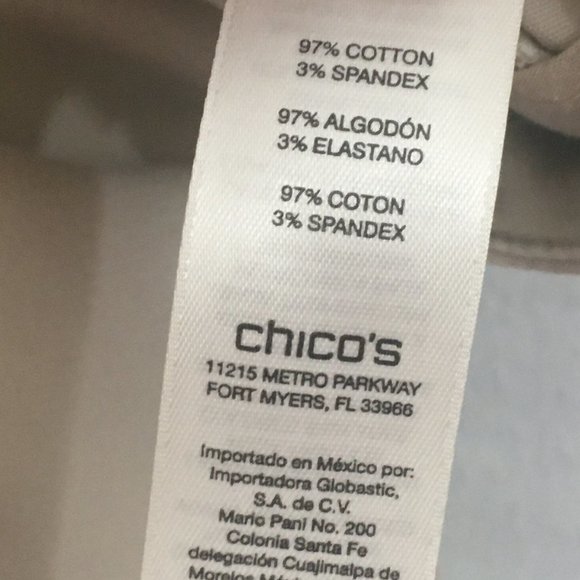 97% COTTON
3% SPANDEX
97% ALGODÓN
3% ELASTANO
97% COTON
3% SPANDEX
chico's
11215 METRO PARKWAY
FORT MYERS, FL 33966
Importado en México por:
Importadora Globastic,
S.A. de C.V.
Mario Pani No. 200
Colonia Santa Fe
delegación Cuajimalpa de
Morelos